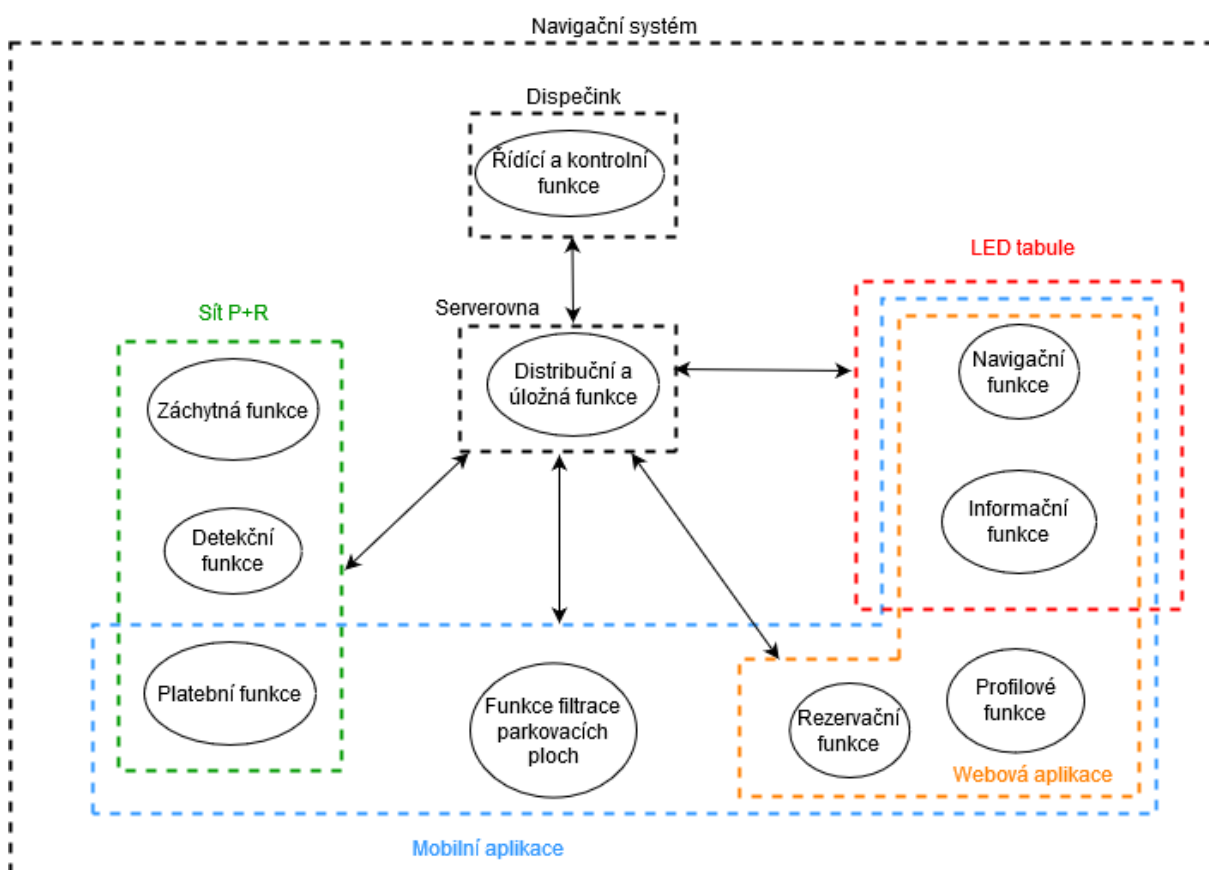 Navigační systém
Dispečink
Řídící a kontrolní
funkce
LED tabule
Síť P+R
Serverovna
Distribuční a
úložná funkce
Navigační
funkce
Záchytná funkce
Informační
funkce
Detekční
funkce
Platební funkce
Funkce filtrace
parkovacích
ploch
Rezervační
funkce
Profilové
funkce
Webová aplikace
Mobilní aplikace